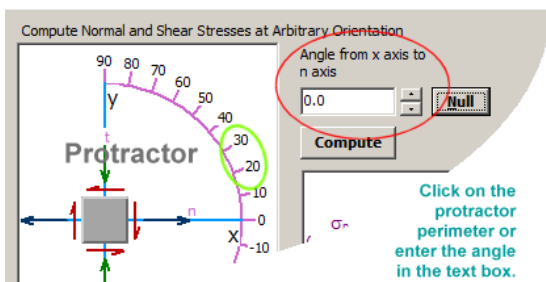 Compute Normal and Shear Stresses at Arbitrary Orientation
Angle from x axis to
n axis
0.0
Null
Compute
90
80
70
60
50
40
30
20
10
0
-10
y
t
Protractor
n
x
σn
Click on the
protractor
perimeter or
enter the angle
in the text box.